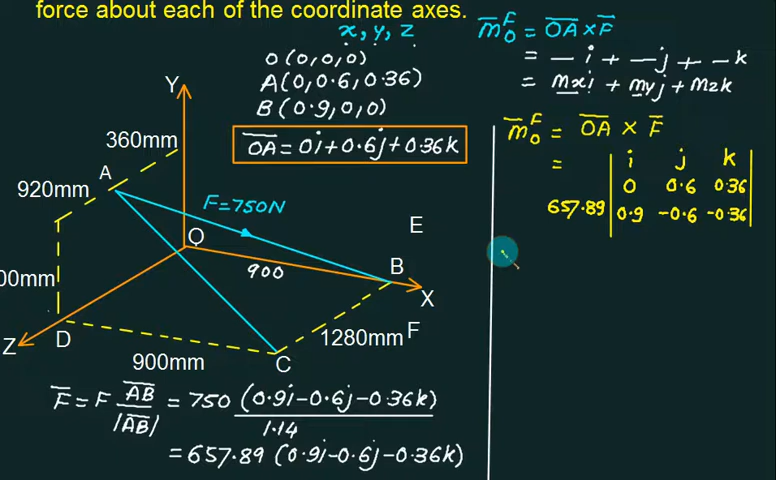 force about each of the coordinate axes.
x, y, z
O(0,0,0)
A(0,0.6,0.36)
B(0.9,0,0)
OA = 0i+0.6j+0.36k
Y
360mm
A
920mm
F=750N
O
E
900
B
X
00mm
1280mm F
Z
D
900mm
C
F = F AB/|AB| = 750 (0.9i-0.6j-0.36k)/1.14
= 657.89 (0.9i-0.6j-0.36k)
m_O^F = OA × F
= _ i + _ j + _ k
= mxi + myj + mzk
m_O^F = OA × F
= 657.89 | i j k |
| 0 0.6 0.36 |
| 0.9 -0.6 -0.36 |